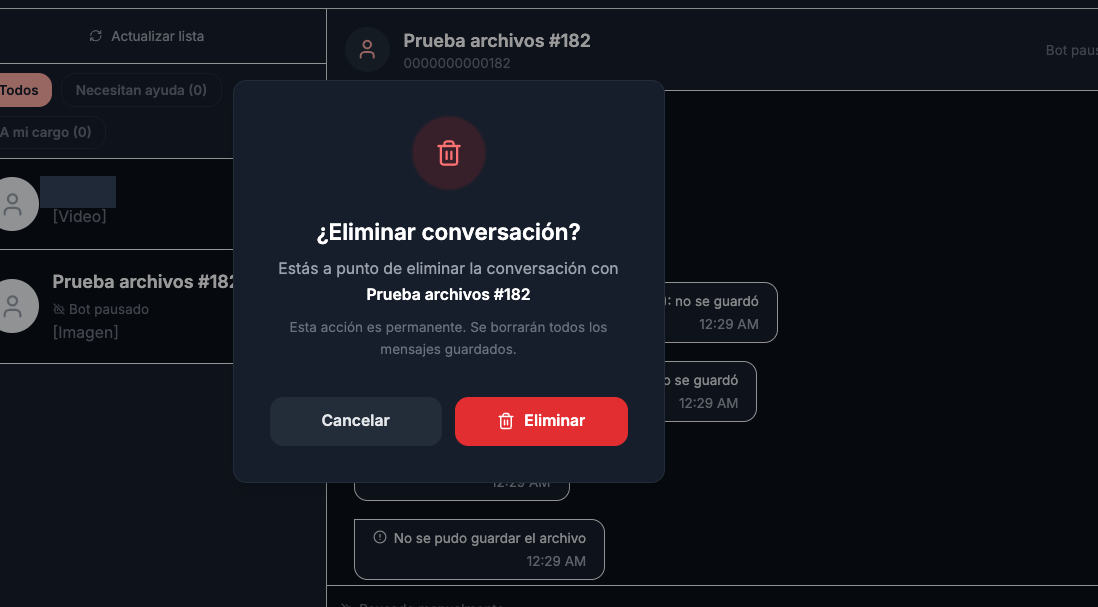 Actualizar lista
Todos
Necesitan ayuda (0)
A mi cargo (0)
[Video]
Prueba archivos #182
Bot pausado
[Imagen]
Prueba archivos #182
0000000000182
Bot
¿Eliminar conversación?
Estás a punto de eliminar la conversación con
Prueba archivos #182
Esta acción es permanente. Se borrarán todos los
mensajes guardados.
Cancelar
Eliminar
: no se guardó
12:29 AM
se guardó
12:29 AM
12:29 AM
No se pudo guardar el archivo
12:29 AM